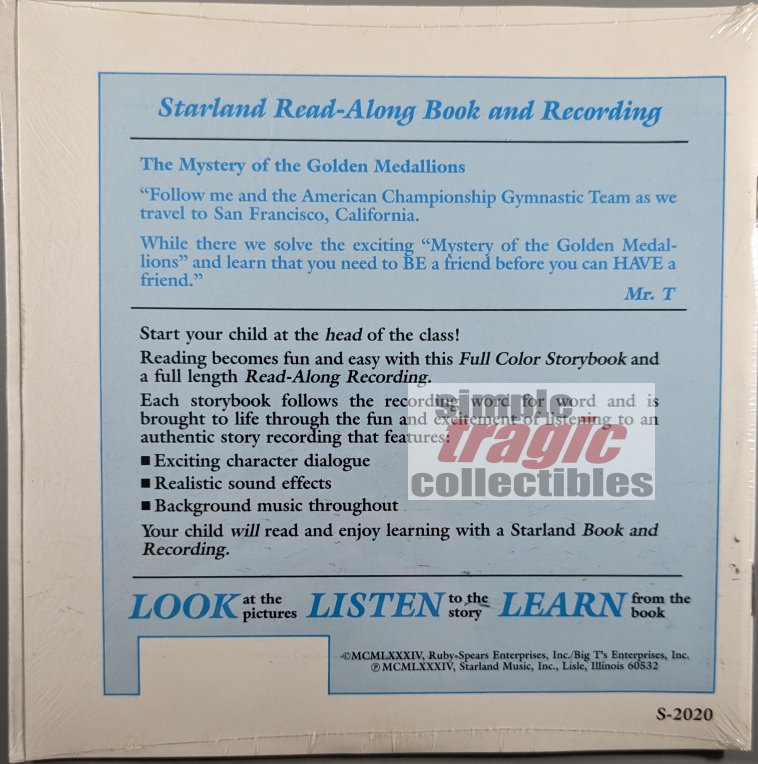 Starland Read-Along Book and Recording
The Mystery of the Golden Medallions
“Follow me and the American Championship Gymnastic Team as we
travel to San Francisco, California.
While there we solve the exciting “Mystery of the Golden Medal-
lions” and learn that you need to BE a friend before you can HAVE a
friend.”
Mr. T
Start your child at the head of the class!
Reading becomes fun and easy with this Full Color Storybook and
a full length Read-Along Recording.
Each storybook follows the recording, word for word and is
brought to life through the fun and excitement of listening to an
authentic story recording that features:
simple
tragic
collectibles
■ Exciting character dialogue
■ Realistic sound effects
■ Background music throughout
Your child will read and enjoy learning with a Starland Book and
Recording.
LOOK at the pictures LISTEN to the story LEARN from the book
©MCMLXXXIV, Ruby-Spears Enterprises, Inc./Big T's Enterprises, Inc.
℗ MCMLXXXIV, Starland Music, Inc., Lisle, Illinois 60532
S-2020